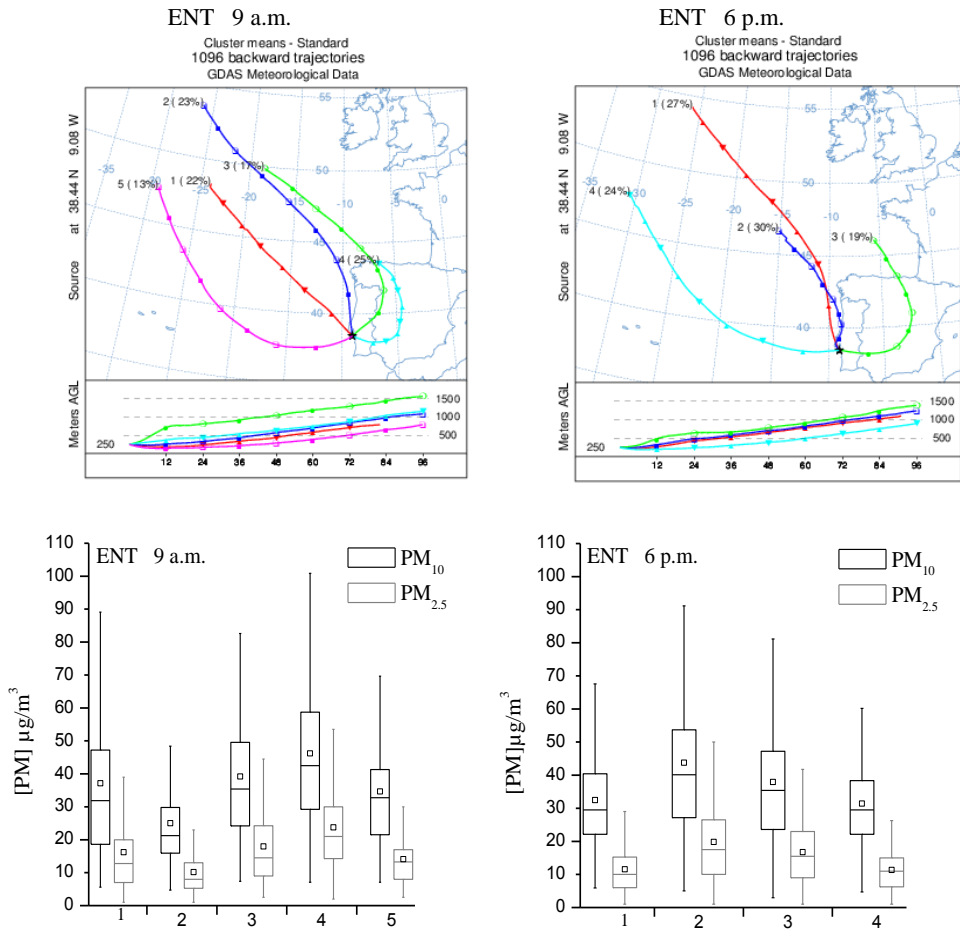 ENT 9 a.m.
Cluster means - Standard
1096 backward trajectories
GDAS Meteorological Data
Source at 38.44 N 9.08 W
2 ( 23%)
3 ( 17%)
1 ( 22%)
5 ( 13%)
4 ( 25%)
-35
-30
-25
-20
-15
-10
-5
0
55
50
45
40
Meters AGL
250
1500
1000
500
12 24 36 48 60 72 84 96
ENT 6 p.m.
Cluster means - Standard
1096 backward trajectories
GDAS Meteorological Data
Source at 38.44 N 9.08 W
1 ( 27%)
4 ( 24%)
2 ( 30%)
3 ( 19%)
-35
-30
-25
-20
-15
-10
-5
0
55
50
45
40
Meters AGL
250
1500
1000
500
12 24 36 48 60 72 84 96
ENT 9 a.m.
PM10
PM2.5
[PM] µg/m3
110
100
90
80
70
60
50
40
30
20
10
0
1 2 3 4 5
ENT 6 p.m.
PM10
PM2.5
[PM]µg/m3
110
100
90
80
70
60
50
40
30
20
10
0
1 2 3 4